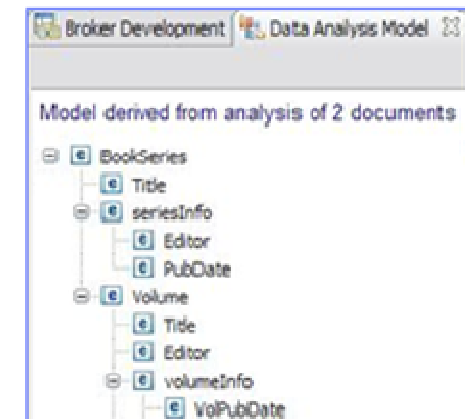 Broker Development Data Analysis Model
Model derived from analysis of 2 documents
e BookSeries
e Title
e seriesInfo
e Editor
e PubDate
e Volume
e Title
e Editor
e volumeInfo
e VolPubDate